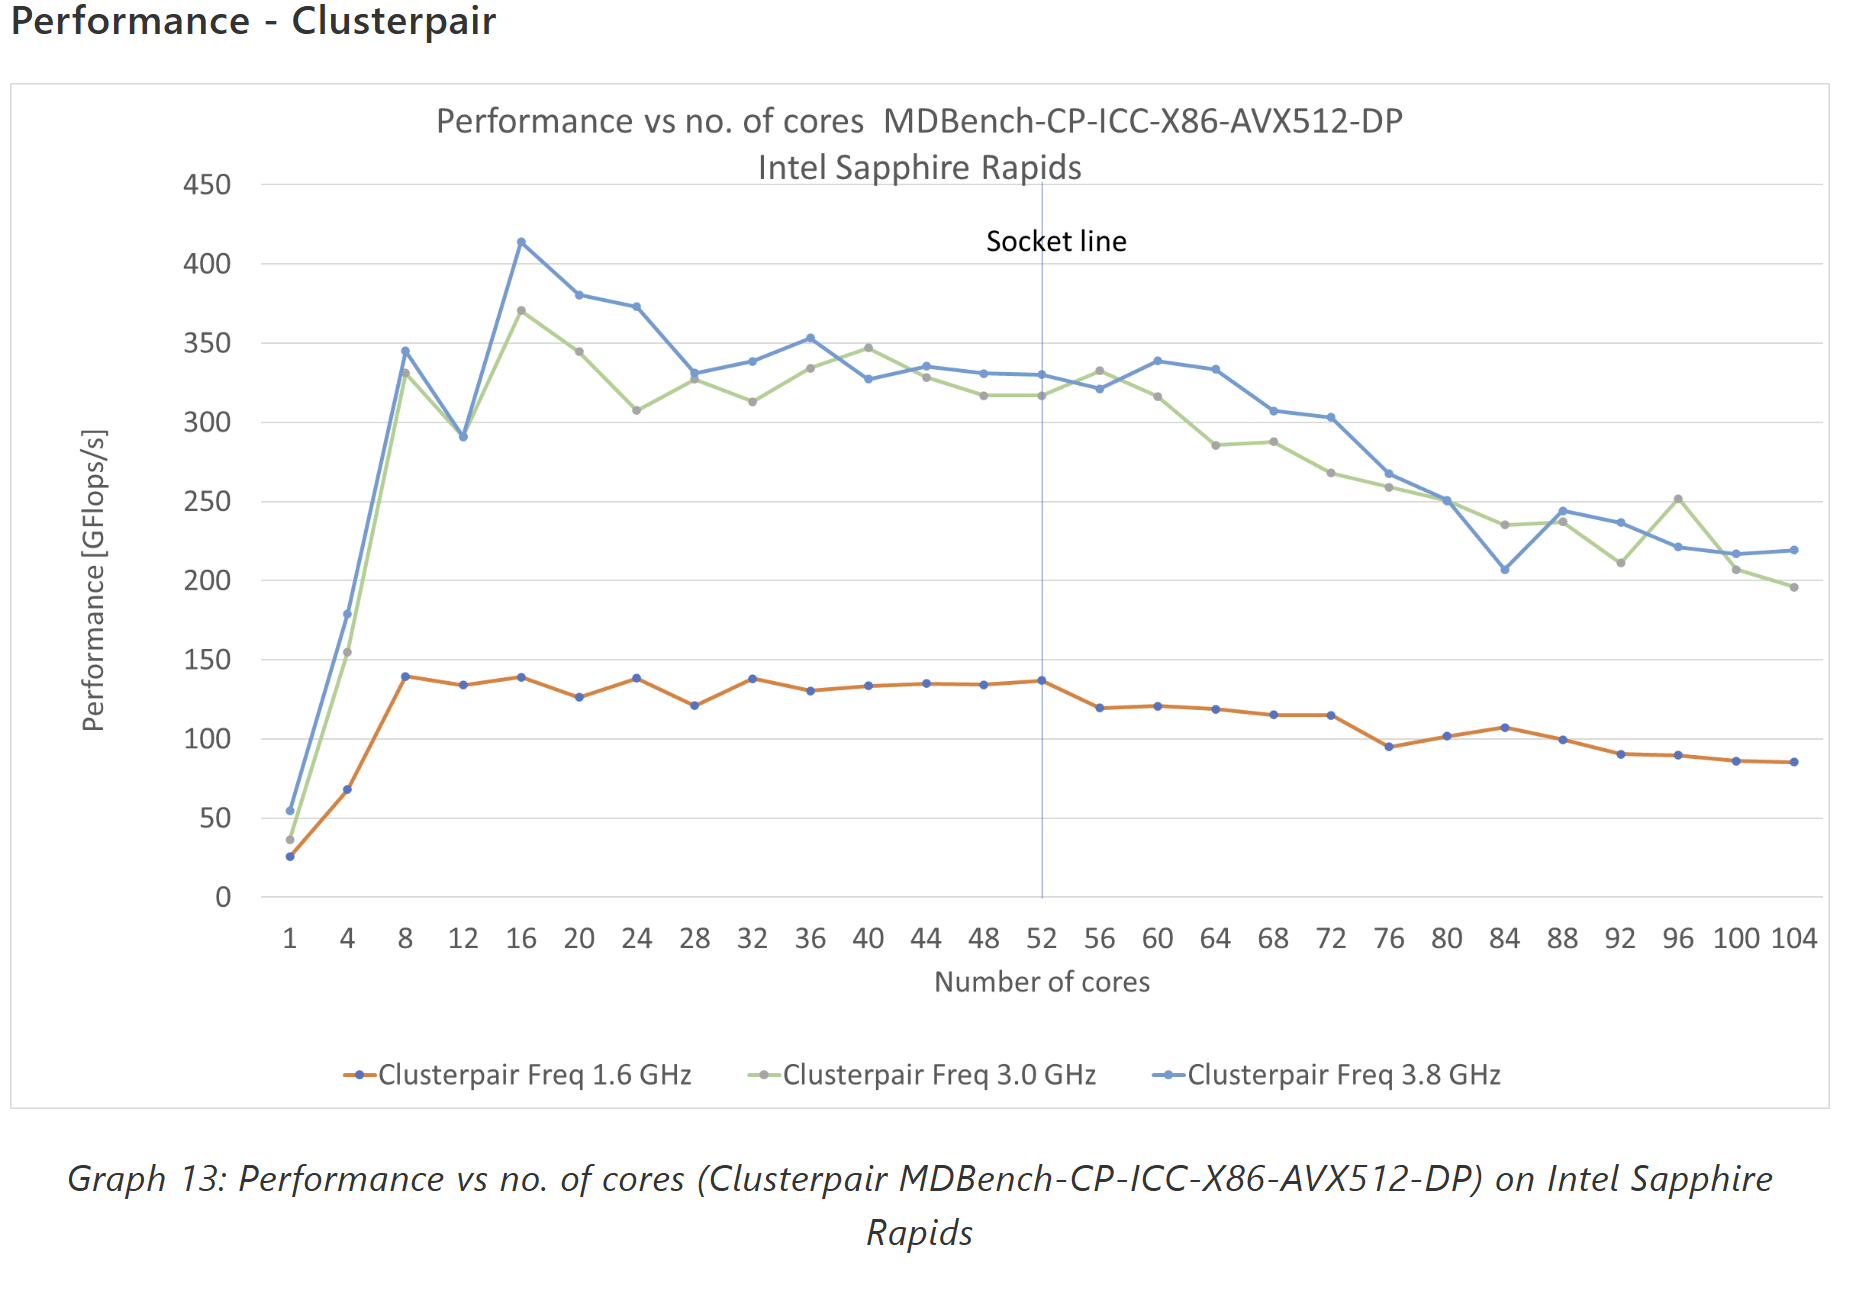 Performance - Clusterpair
Performance vs no. of cores MDBench-CP-ICC-X86-AVX512-DP
Intel Sapphire Rapids
450
400
350
300
250
200
150
100
50
0
Performance [GFlops/s]
Socket line
1 4 8 12 16 20 24 28 32 36 40 44 48 52 56 60 64 68 72 76 80 84 88 92 96 100 104
Number of cores
Clusterpair Freq 1.6 GHz Clusterpair Freq 3.0 GHz Clusterpair Freq 3.8 GHz
Graph 13: Performance vs no. of cores (Clusterpair MDBench-CP-ICC-X86-AVX512-DP) on Intel Sapphire
Rapids